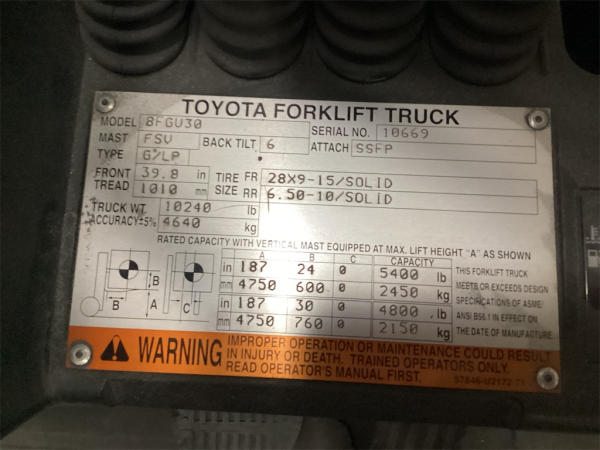 TOYOTA FORKLIFT TRUCK
MODEL 8FGU30 SERIAL NO. 10669
MAST FSV BACK TILT 6 ATTACH SSFP
TYPE G/LP
FRONT TREAD 39.8 in TIRE SIZE FR 28X9-15/SOLID
1010 mm RR 6.50-10/SOLID
TRUCK WT. 10240 lb
ACCURACY±5% 4640 kg
RATED CAPACITY WITH VERTICAL MAST EQUIPPED AT MAX. LIFT HEIGHT "A" AS SHOWN
A B C CAPACITY
in 187 24 0 5400 lb THIS FORKLIFT TRUCK
mm 4750 600 0 2450 kg MEETS OR EXCEEDS DESIGN
SPECIFICATIONS OF ASME/
in 187 30 0 4800 lb ANSI B56.1 IN EFFECT ON
mm 4750 760 0 2150 kg THE DATE OF MANUFACTURE
B
B A C
WARNING IMPROPER OPERATION OR MAINTENANCE COULD RESULT
IN INJURY OR DEATH. TRAINED OPERATORS ONLY.
READ OPERATOR'S MANUAL FIRST.
57846-U2172-71